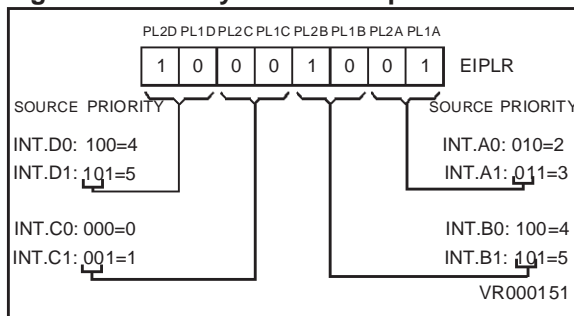 PL2D PL1D PL2C PL1C PL2B PL1B PL2A PL1A
1 0 0 0 1 0 0 1 EIPLR
SOURCE PRIORITY SOURCE PRIORITY
INT.D0: 100=4 INT.A0: 010=2
INT.D1: 101=5 INT.A1: 011=3
INT.C0: 000=0 INT.B0: 100=4
INT.C1: 001=1 INT.B1: 101=5
VR000151